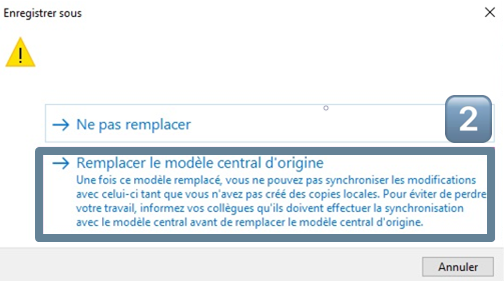 Enregistrer sous
Ne pas remplacer
2
Remplacer le modèle central d'origine
Une fois ce modèle remplacé, vous ne pouvez pas synchroniser les modifications
avec celui-ci tant que vous n'avez pas créé des copies locales. Pour éviter de perdre
votre travail, informez vos collègues qu'ils doivent effectuer la synchronisation
avec le modèle central avant de remplacer le modèle central d'origine.
Annuler